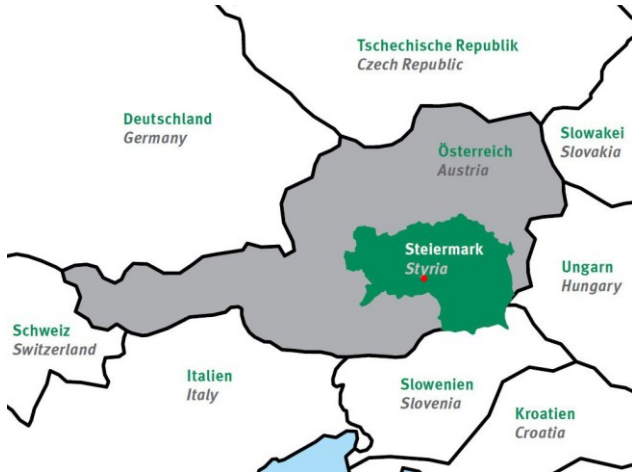 Tschechische Republik
Czech Republic
Deutschland
Germany
Slowakei
Slovakia
Österreich
Austria
Steiermark
Styria
Ungarn
Hungary
Schweiz
Switzerland
Italien
Italy
Slowenien
Slovenia
Kroatien
Croatia